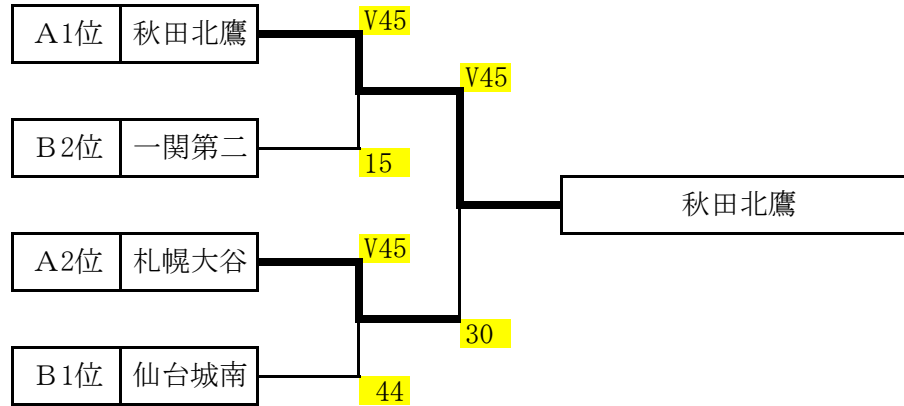 A1位 秋田北鷹 V45
V45
B2位 一関第二 15
秋田北鷹
A2位 札幌大谷 V45
30
B1位 仙台城南 44